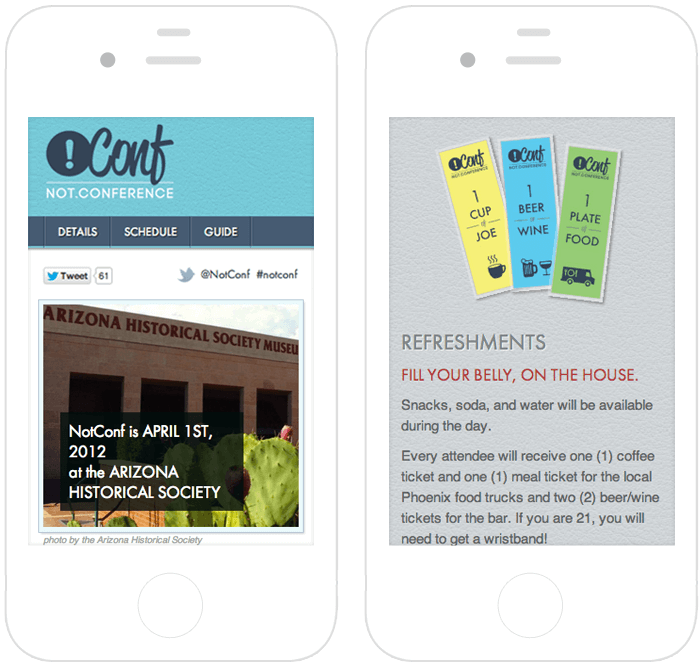 !Conf
NOT.CONFERENCE
DETAILS SCHEDULE GUIDE
Tweet 61 @NotConf #notconf
ARIZONA HISTORICAL SOCIETY MUSEU
NotConf is APRIL 1ST,
2012
at the ARIZONA
HISTORICAL SOCIETY
photo by the Arizona Historical Society
!Conf
NOT.CONFERENCE
1
CUP
of
JOE
!Conf
NOT.CONFERENCE
1
BEER
or
WINE
!Conf
NOT.CONFERENCE
1
PLATE
of
FOOD
YO!
REFRESHMENTS
FILL YOUR BELLY, ON THE HOUSE.
Snacks, soda, and water will be available
during the day.
Every attendee will receive one (1) coffee
ticket and one (1) meal ticket for the local
Phoenix food trucks and two (2) beer/wine
tickets for the bar. If you are 21, you will
need to get a wristband!